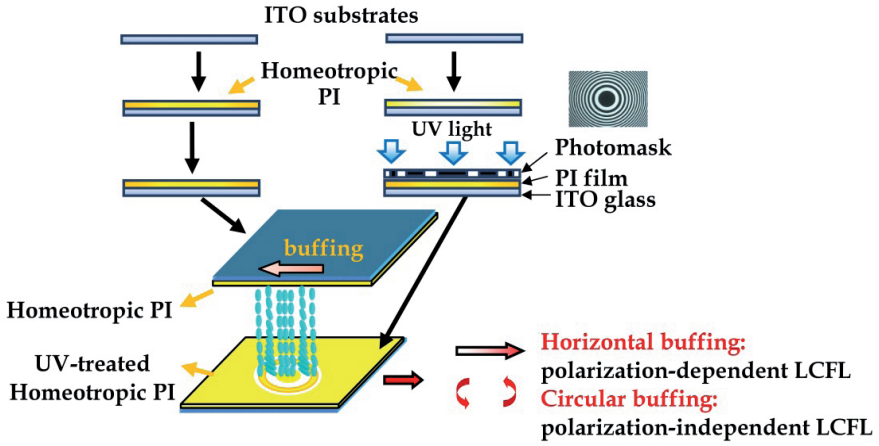 ITO substrates
Homeotropic
PI
UV light
Photomask
PI film
ITO glass
buffing
Homeotropic PI
UV-treated
Homeotropic PI
Horizontal buffing:
polarization-dependent LCFL
Circular buffing:
polarization-independent LCFL